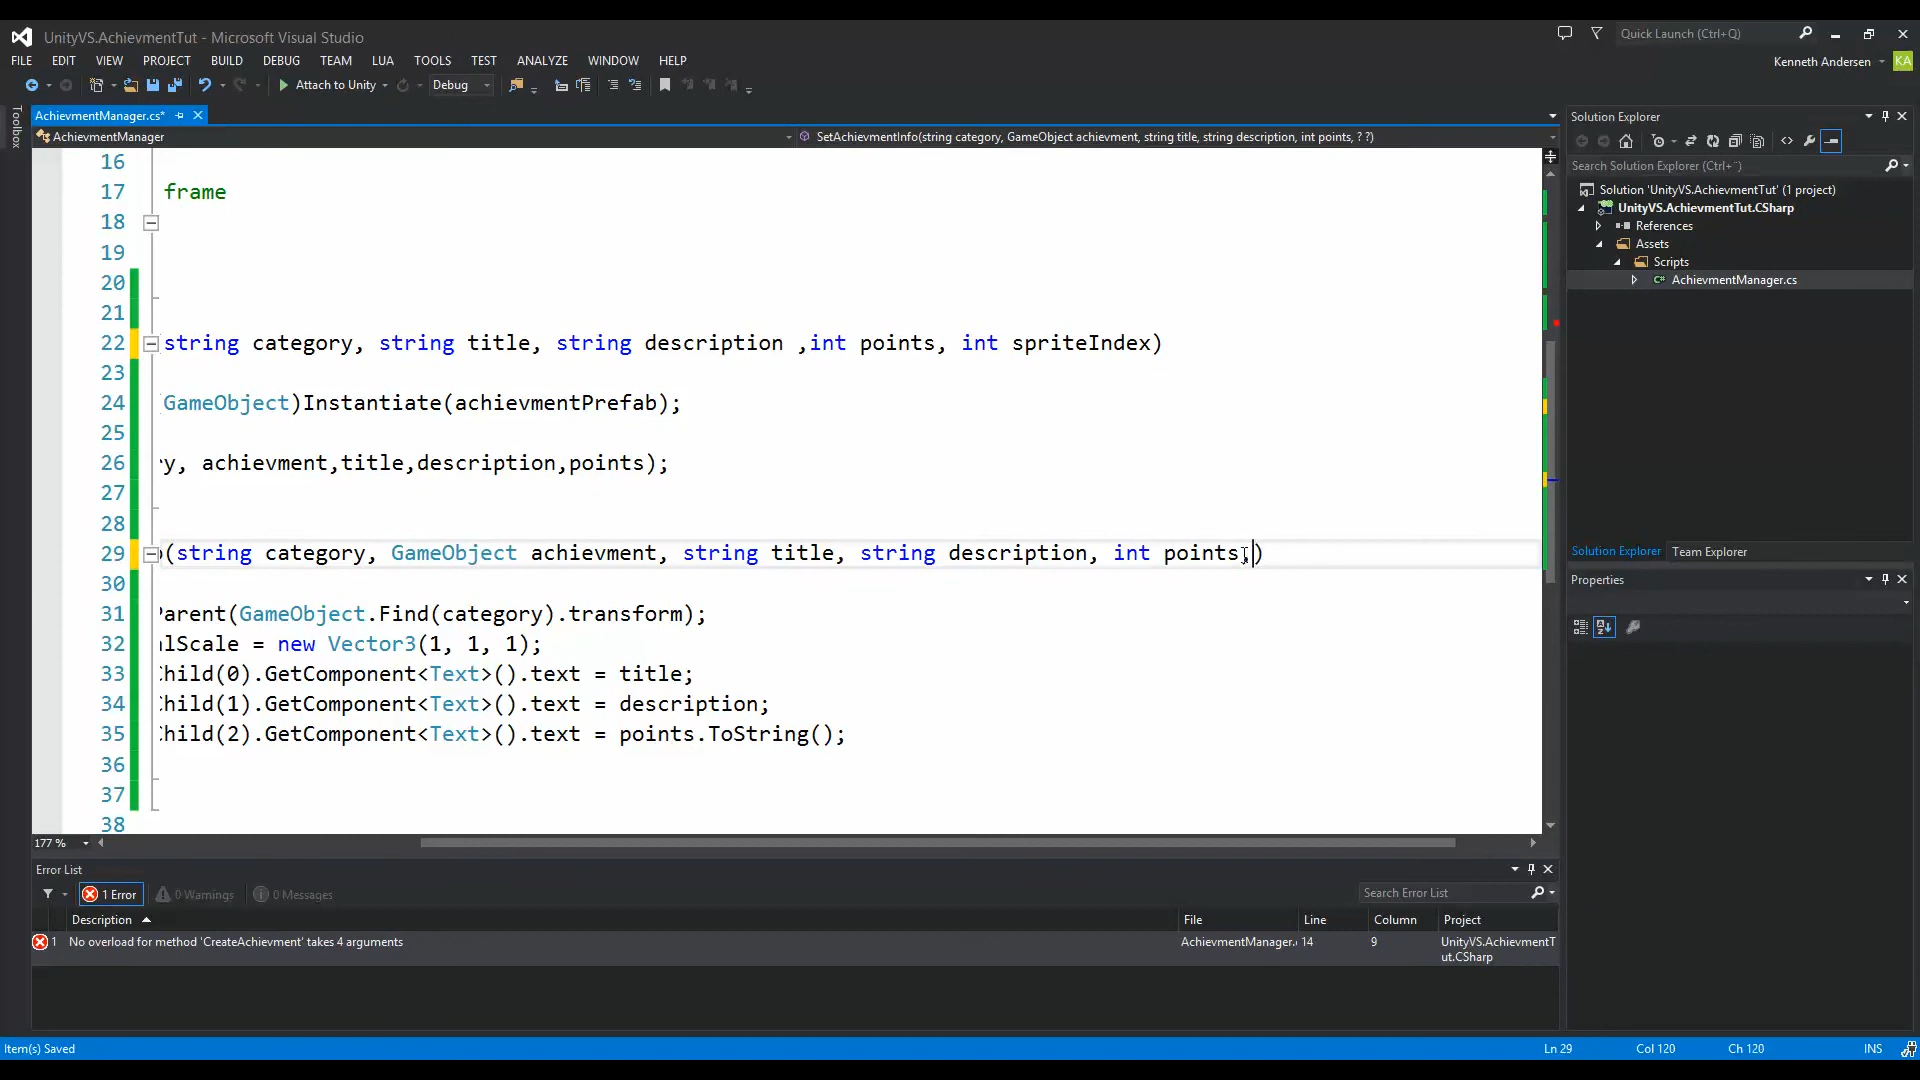 UnityVS.AchievmentTut - Microsoft Visual Studio
Quick Launch (Ctrl+Q)
FILE EDIT VIEW PROJECT BUILD DEBUG TEAM LUA TOOLS TEST ANALYZE WINDOW HELP
Kenneth Andersen KA
Attach to Unity Debug
Toolbox
AchievmentManager.cs*
AchievmentManager
SetAchievmentInfo(string category, GameObject achievment, string title, string description, int points, ? ?)
16
17 frame
18
19
20
21
22 string category, string title, string description ,int points, int spriteIndex)
23
24 GameObject)Instantiate(achievmentPrefab);
25
26 ry, achievment,title,description,points);
27
28
29 (string category, GameObject achievment, string title, string description, int points,)
30
31 Parent(GameObject.Find(category).transform);
32 alScale = new Vector3(1, 1, 1);
33 Child(0).GetComponent<Text>().text = title;
34 Child(1).GetComponent<Text>().text = description;
35 Child(2).GetComponent<Text>().text = points.ToString();
36
37
38
177 %
Solution Explorer
Search Solution Explorer (Ctrl+¨)
Solution 'UnityVS.AchievmentTut' (1 project)
UnityVS.AchievmentTut.CSharp
References
Assets
Scripts
C# AchievmentManager.cs
Solution Explorer Team Explorer
Properties
Error List
1 Error 0 Warnings 0 Messages
Search Error List
Description File Line Column Project
1 No overload for method 'CreateAchievment' takes 4 arguments AchievmentManager. 14 9 UnityVS.AchievmentT
ut.CSharp
Item(s) Saved Ln 29 Col 120 Ch 120 INS